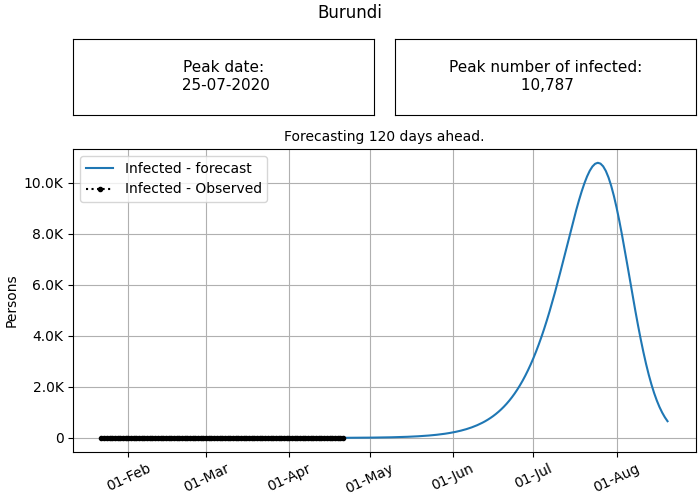 Burundi
Peak date:
25-07-2020
Peak number of infected:
10,787
Forecasting 120 days ahead.
Infected - forecast
Infected - Observed
Persons
10.0K
8.0K
6.0K
4.0K
2.0K
0
01-Feb
01-Mar
01-Apr
01-May
01-Jun
01-Jul
01-Aug